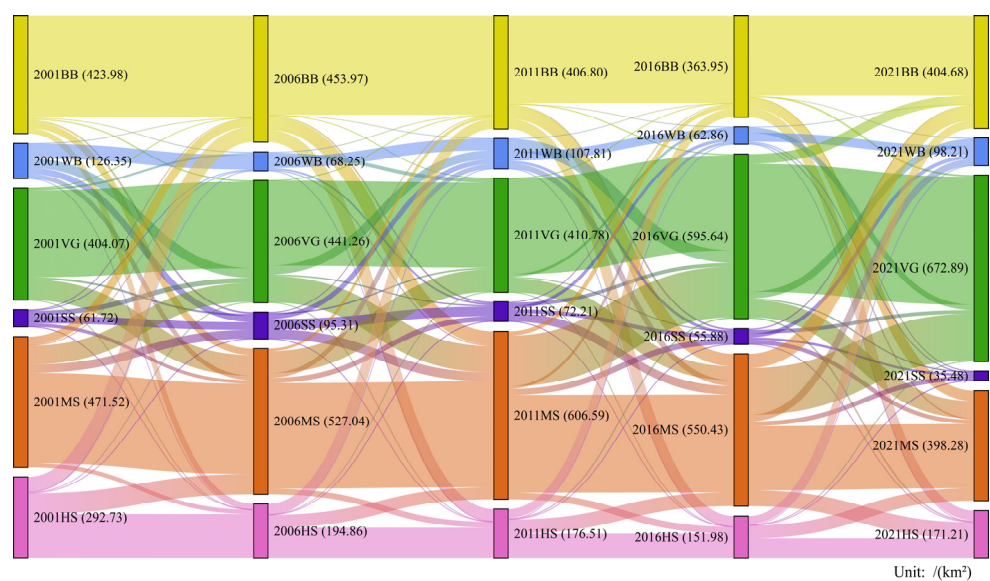 2001BB (423.98)
2001WB (126.35)
2001VG (404.07)
2001SS (61.72)
2001MS (471.52)
2001HS (292.73)
2006BB (453.97)
2006WB (68.25)
2006VG (441.26)
2006SS (95.31)
2006MS (527.04)
2006HS (194.86)
2011BB (406.80)
2011WB (107.81)
2011VG (410.78)
2011SS (72.21)
2011MS (606.59)
2011HS (176.51)
2016BB (363.95)
2016WB (62.86)
2016VG (595.64)
2016SS (55.88)
2016MS (550.43)
2016HS (151.98)
2021BB (404.68)
2021WB (98.21)
2021VG (672.89)
2021SS (35.48)
2021MS (398.28)
2021HS (171.21)
Unit: /(km²)